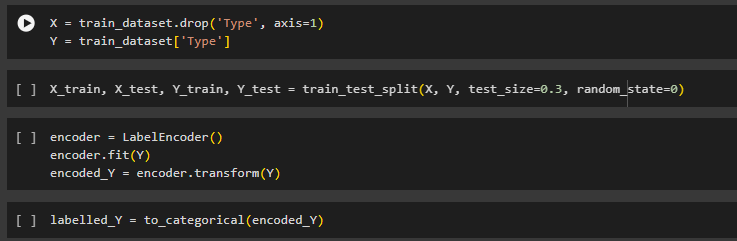 X = train_dataset.drop('Type', axis=1)
Y = train_dataset['Type']
[ ] X_train, X_test, Y_train, Y_test = train_test_split(X, Y, test_size=0.3, random_state=0)
[ ] encoder = LabelEncoder()
encoder.fit(Y)
encoded_Y = encoder.transform(Y)
[ ] labelled_Y = to_categorical(encoded_Y)